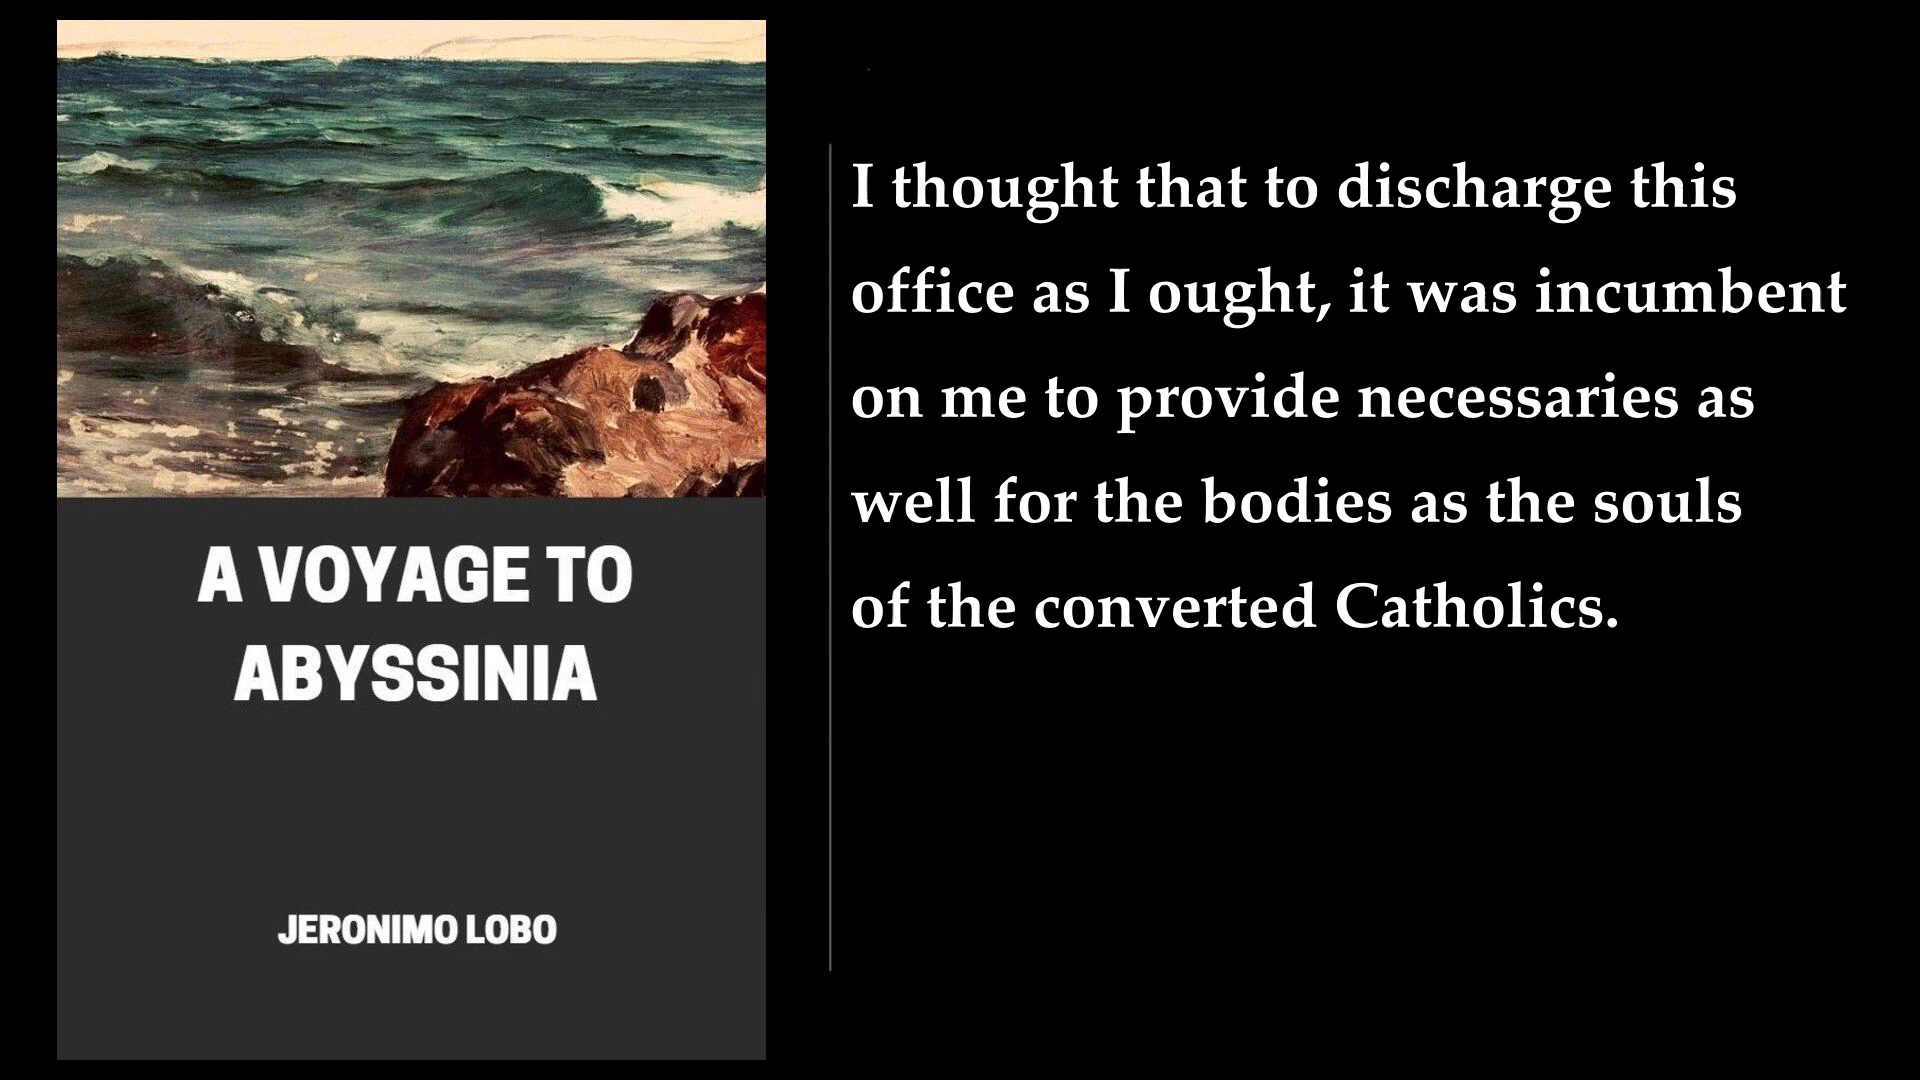 A VOYAGE TO
ABYSSINIA
JERONIMO LOBO
I thought that to discharge this
office as I ought, it was incumbent
on me to provide necessaries as
well for the bodies as the souls
of the converted Catholics.